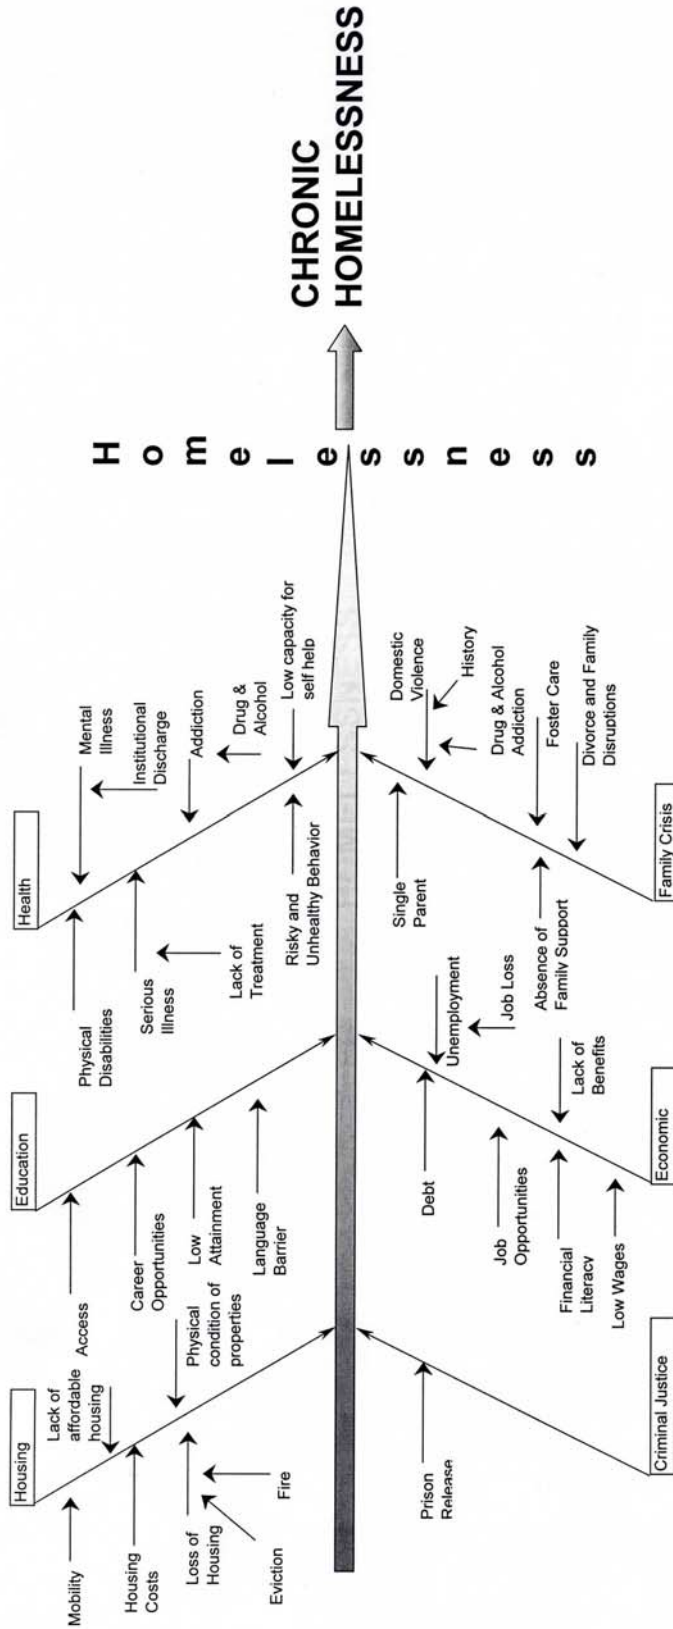 Housing
Mobility
Lack of
affordable
housing
Housing
Costs
Physical
condition of
properties
Loss of
Housing
Eviction
Fire
Education
Access
Career
Opportunities
Low
Attainment
Language
Barrier
Health
Physical
Disabilities
Mental
Illness
Institutional
Discharge
Serious
Illness
Lack of
Treatment
Addiction
Drug &
Alcohol
Risky and
Unhealthy Behavior
Low capacity for
self help
Criminal Justice
Prison
Release
Economic
Debt
Unemployment
Job Loss
Job
Opportunities
Financial
Literacy
Lack of
Benefits
Low Wages
Family Crisis
Single
Parent
Domestic
Violence
History
Drug & Alcohol
Addiction
Absence of
Family Support
Foster Care
Divorce and Family
Disruptions
Homelessness
CHRONIC
HOMELESSNESS